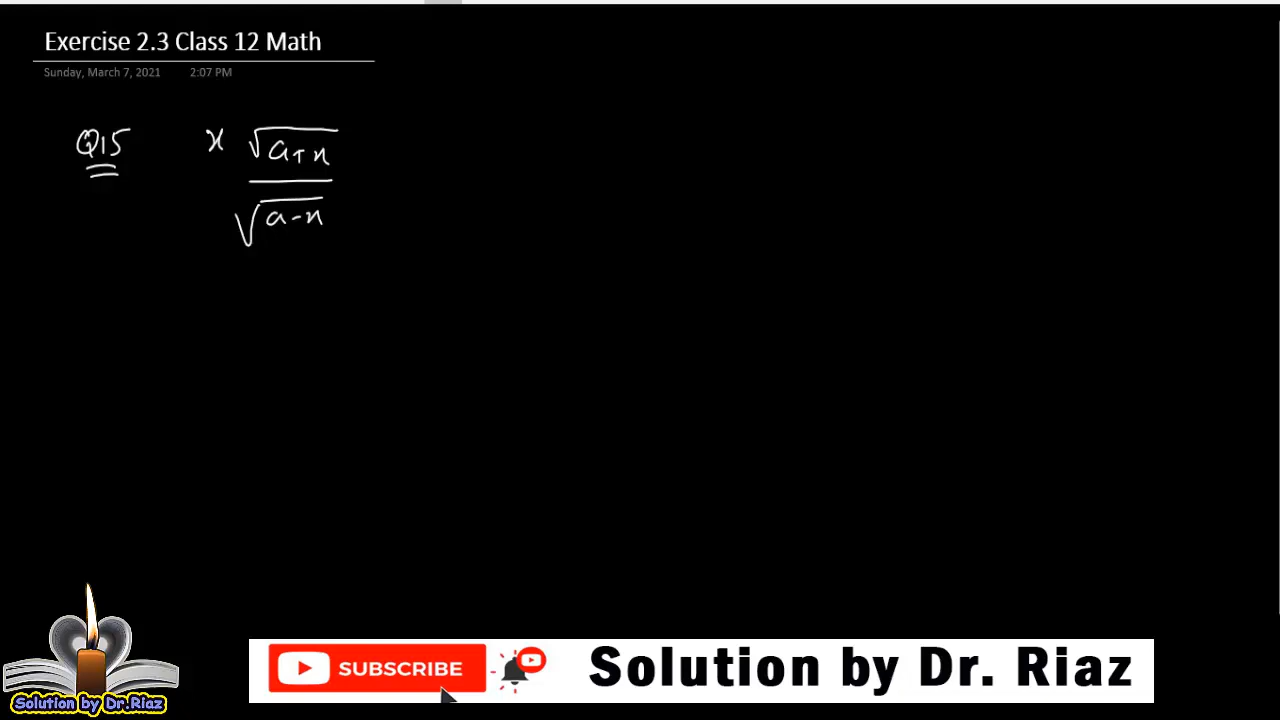 Exercise 2.3 Class 12 Math
Sunday, March 7, 2021 2:07 PM
Q15 x √(a+x)
√(a-x)
SUBSCRIBE
Solution by Dr. Riaz
Solution by Dr.Riaz